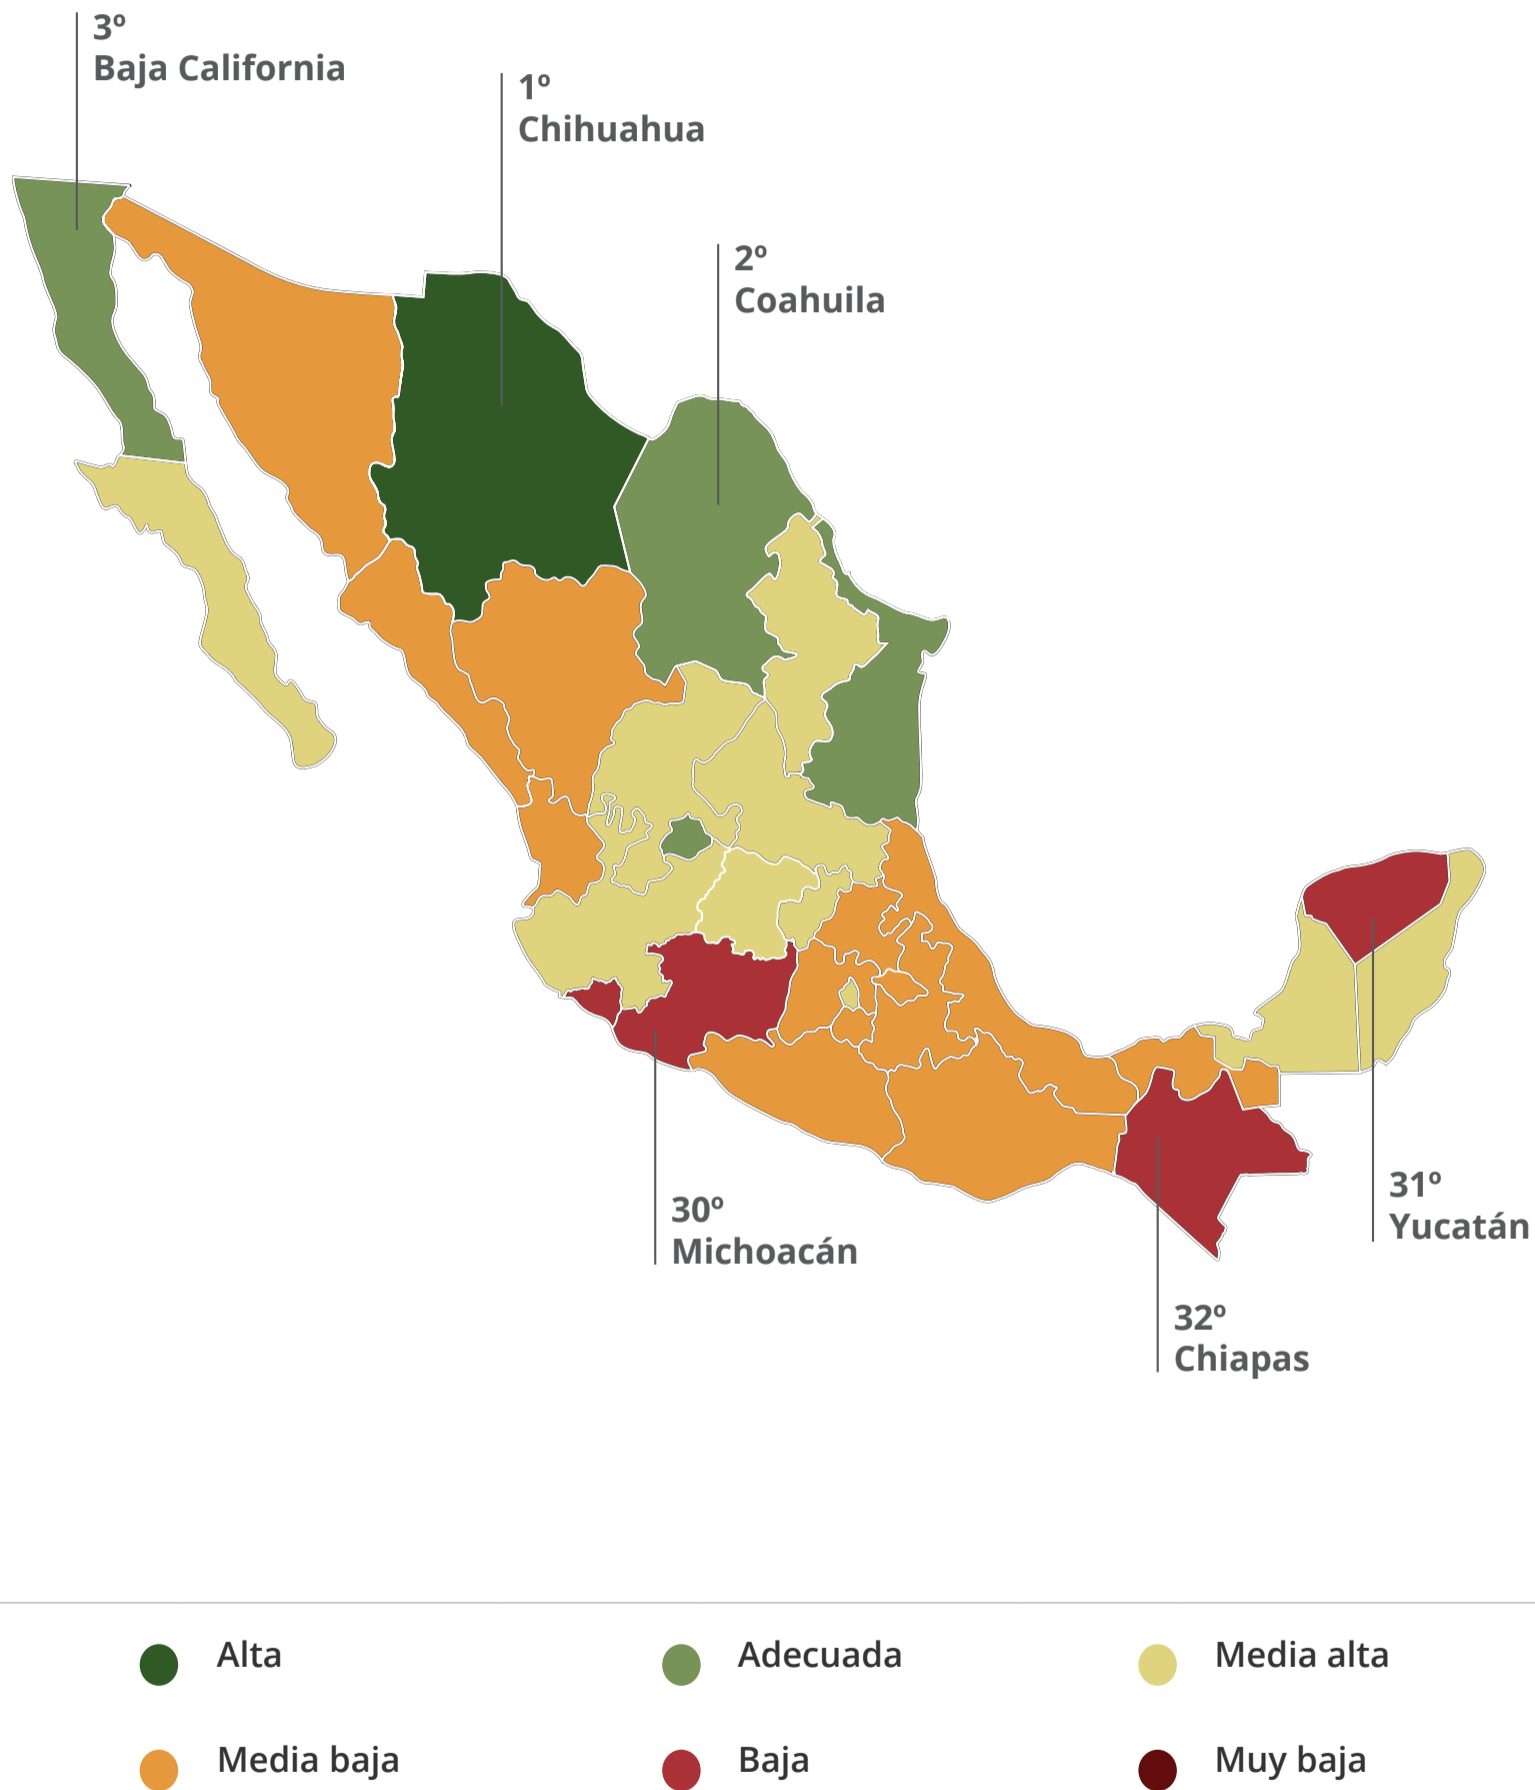 3º
Baja California
1º
Chihuahua
2º
Coahuila
30º
Michoacán
31º
Yucatán
32º
Chiapas
Alta
Adecuada
Media alta
Media baja
Baja
Muy baja